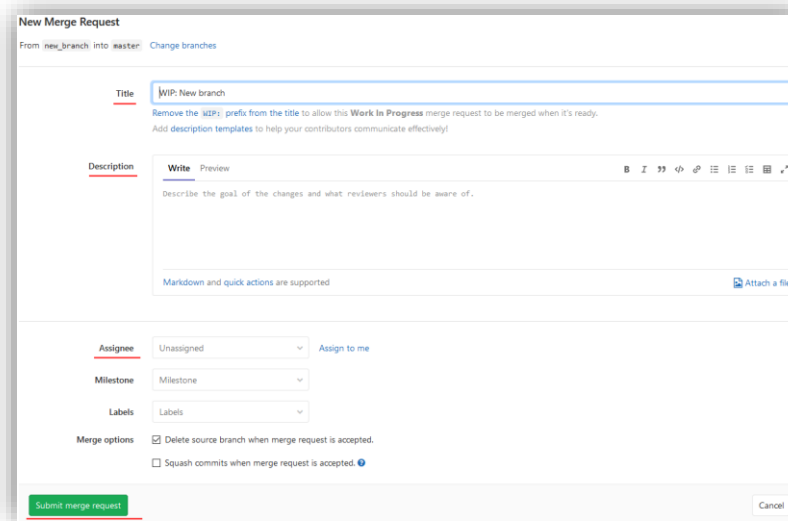 New Merge Request
From new_branch into master Change branches
Title
WIP: New branch
Remove the WIP: prefix from the title to allow this Work In Progress merge request to be merged when it's ready.
Add description templates to help your contributors communicate effectively!
Description
Write Preview
Describe the goal of the changes and what reviewers should be aware of.
Markdown and quick actions are supported
Attach a file
Assignee Unassigned Assign to me
Milestone Milestone
Labels Labels
Merge options Delete source branch when merge request is accepted.
Squash commits when merge request is accepted.
Submit merge request Cancel